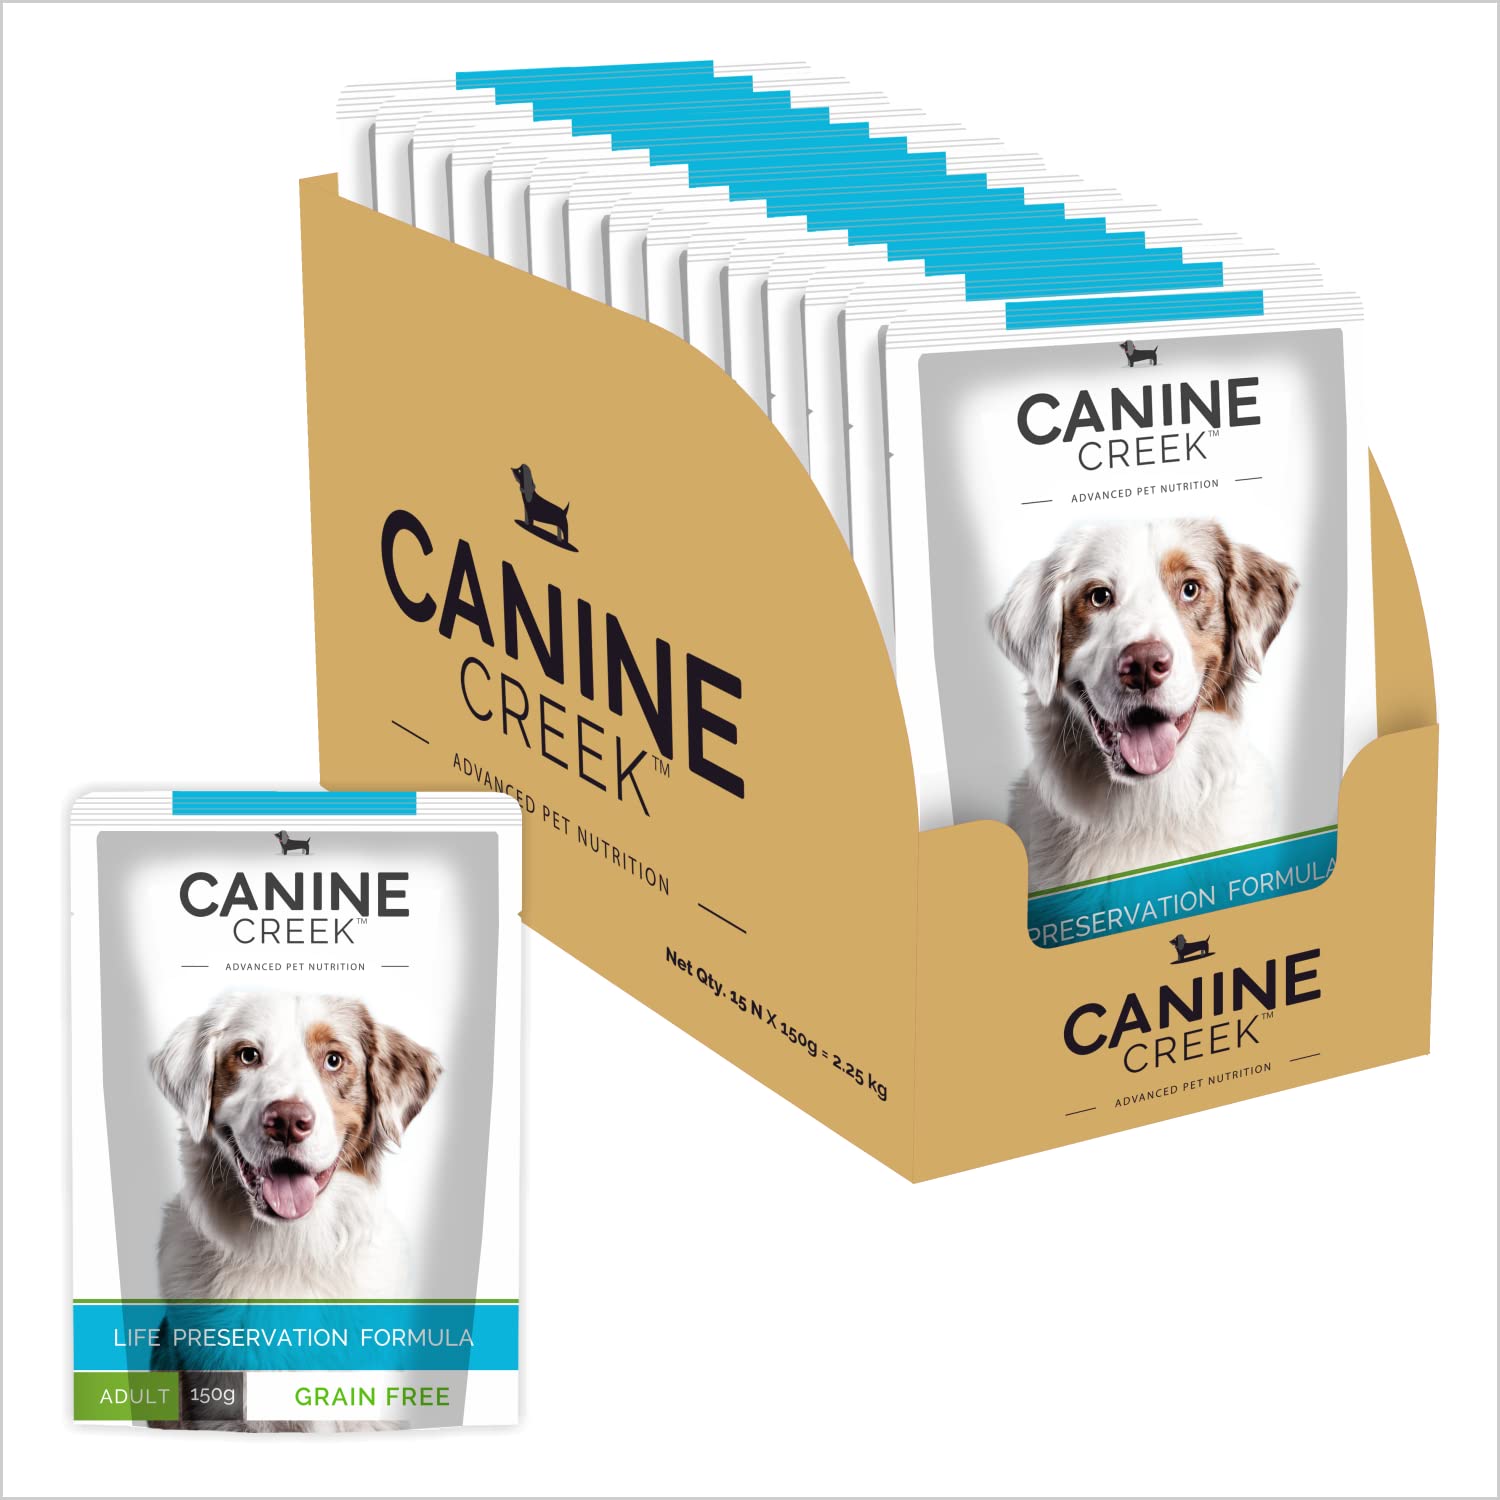 CANINE
CREEK™
ADVANCED PET NUTRITION
Net Qty. 15 N X 150g = 2.25 kg
CANINE
CREEK™
ADVANCED PET NUTRITION
PRESERVATION FORMULA
CANINE
CREEK™
ADVANCED PET NUTRITION
CANINE
CREEK™
ADVANCED PET NUTRITION
LIFE PRESERVATION FORMULA
ADULT 150g GRAIN FREE